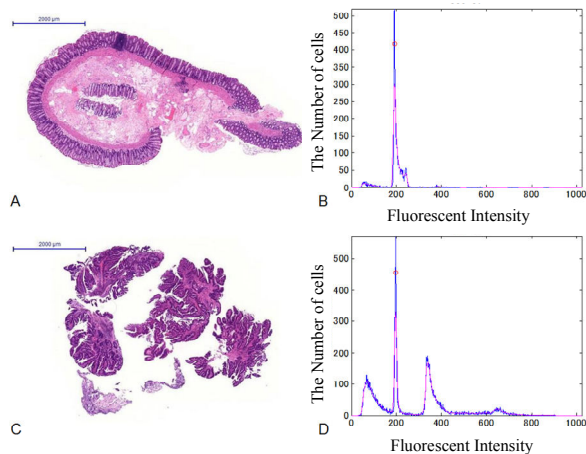 2000 µm
A
The Number of cells
500
450
400
350
300
250
200
150
100
50
0
0 200 400 600 800 1000
B
Fluorescent Intensity
2000 µm
C
The Number of cells
500
400
300
200
100
0
0 200 400 600 800 1000
D
Fluorescent Intensity